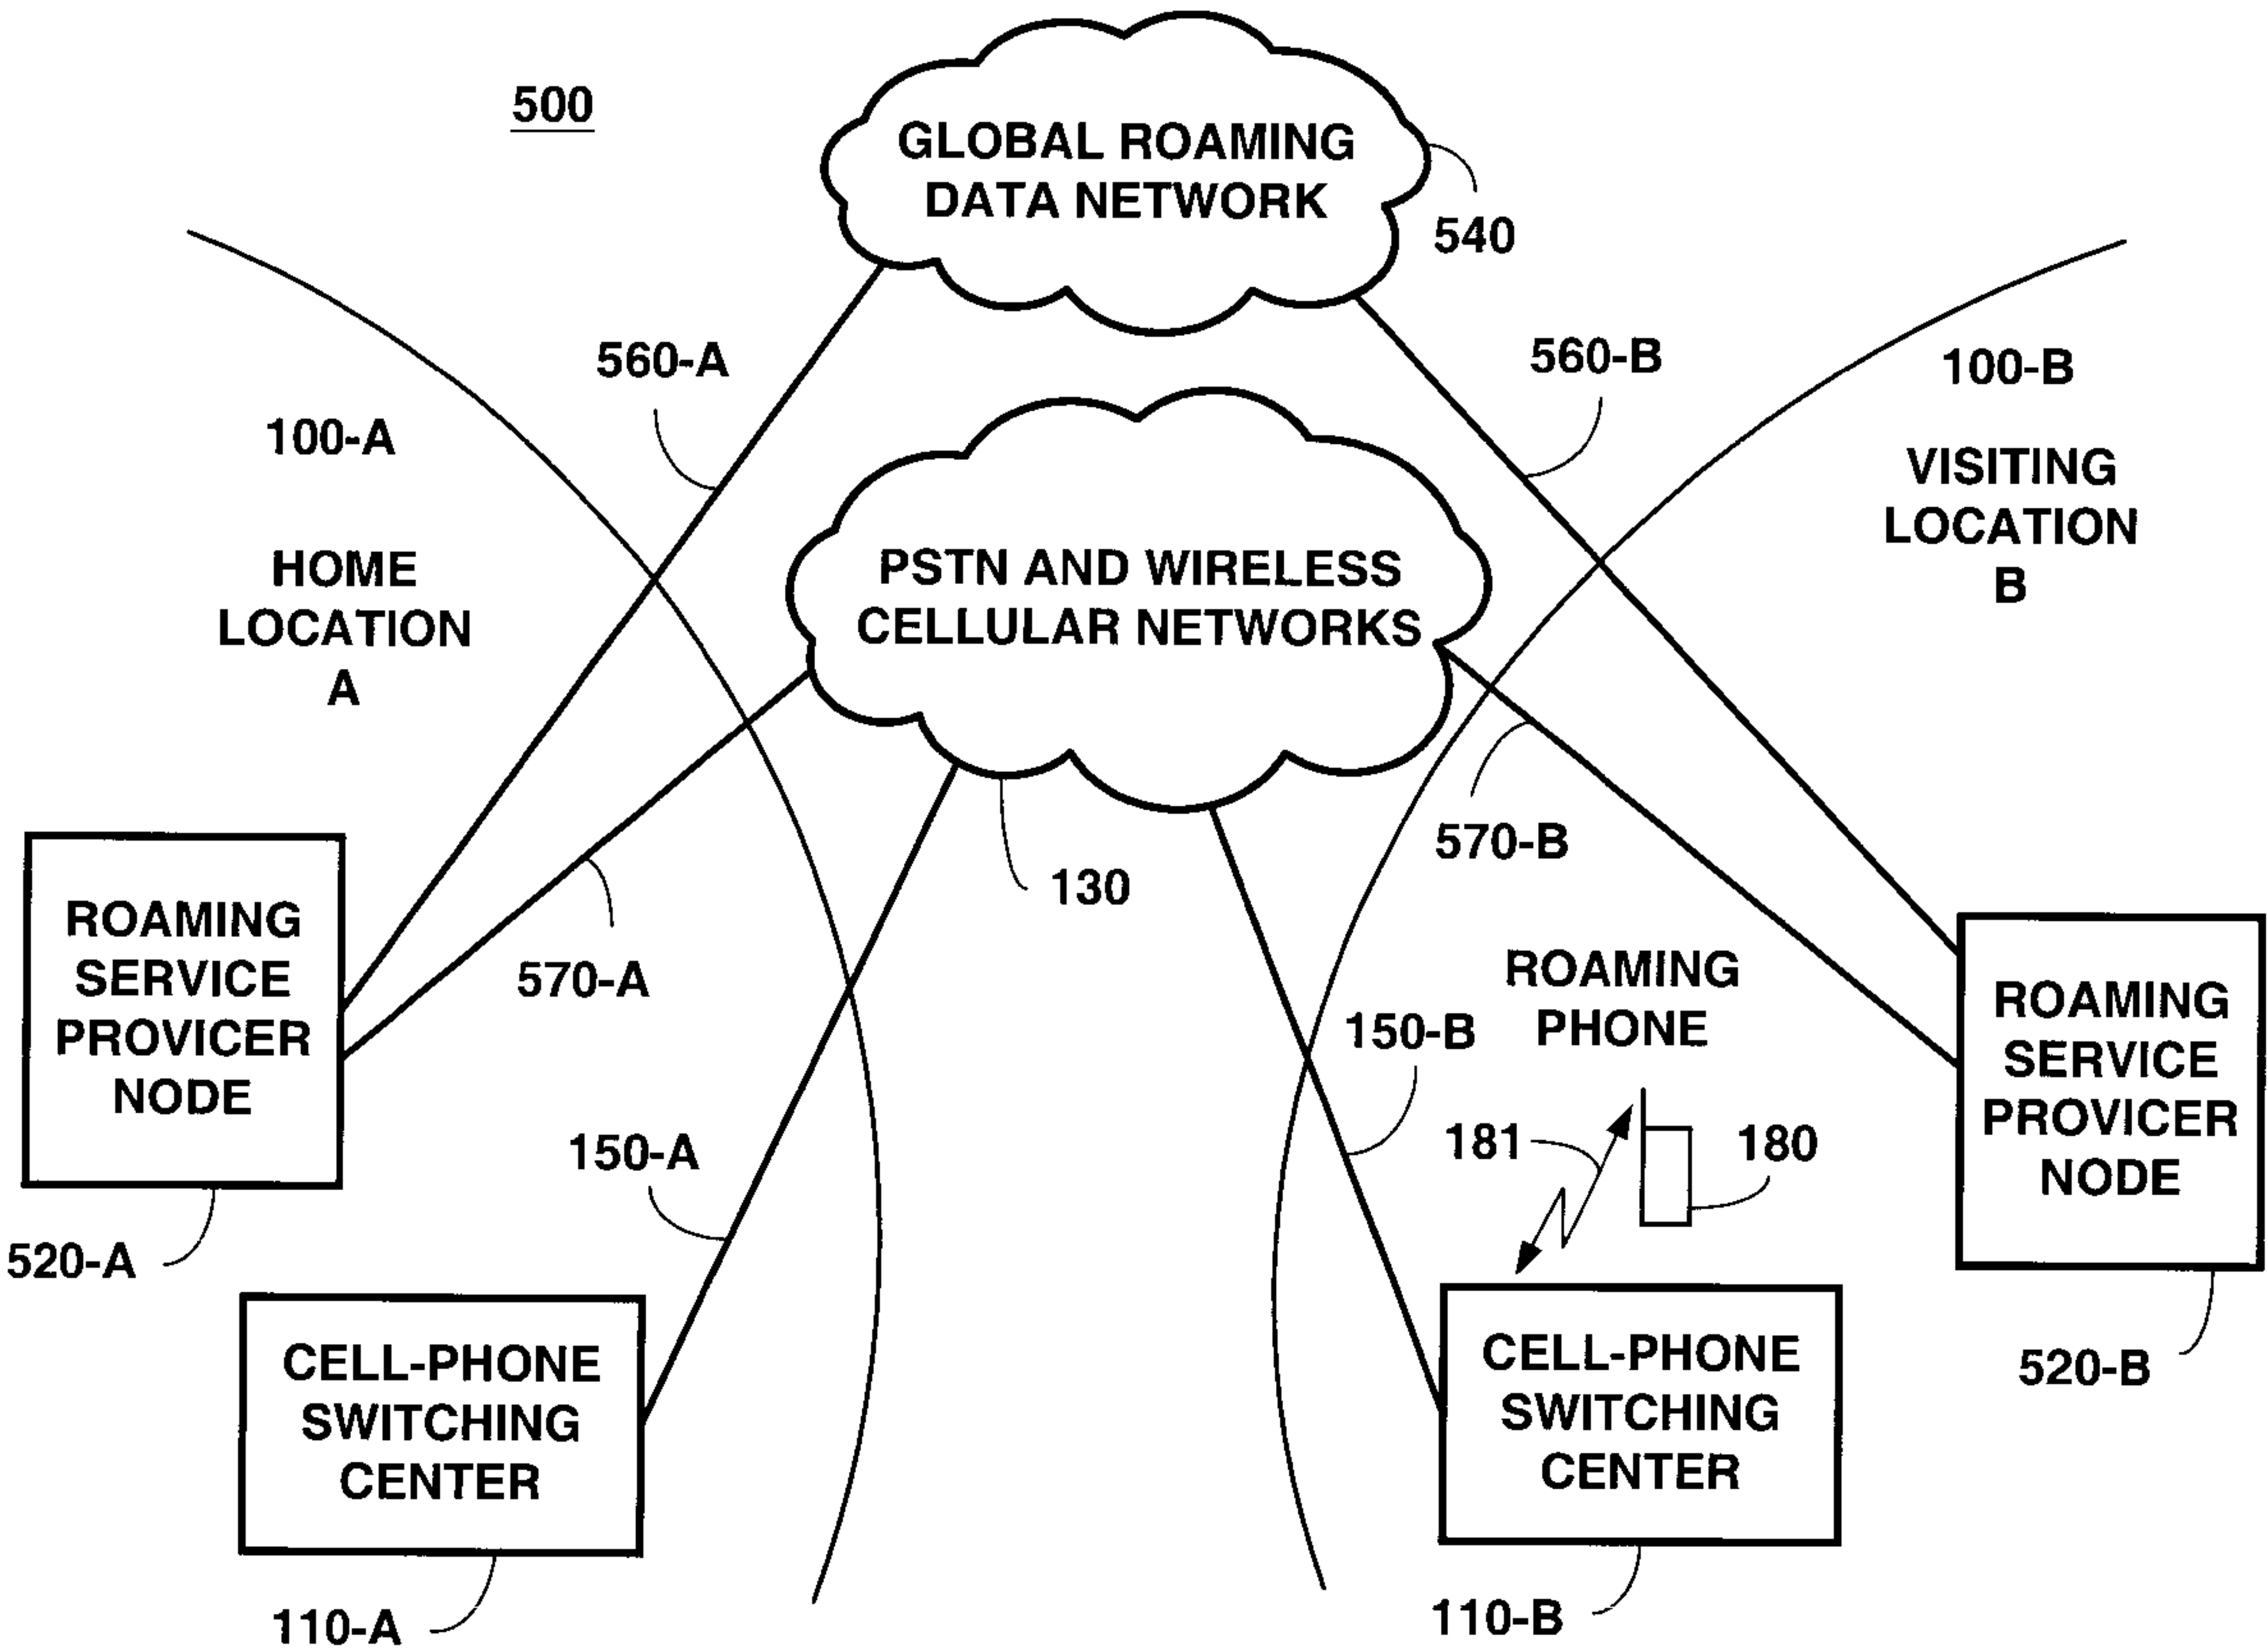 500
GLOBAL ROAMING
DATA NETWORK
540
560-A
560-B
100-B
100-A
VISITING
LOCATION
B
HOME
LOCATION
A
PSTN AND WIRELESS
CELLULAR NETWORKS
570-B
130
ROAMING
SERVICE
PROVICER
NODE
570-A
ROAMING
PHONE
150-B
ROAMING
SERVICE
PROVICER
NODE
150-A
181
180
520-A
520-B
CELL-PHONE
SWITCHING
CENTER
CELL-PHONE
SWITCHING
CENTER
110-A
110-B